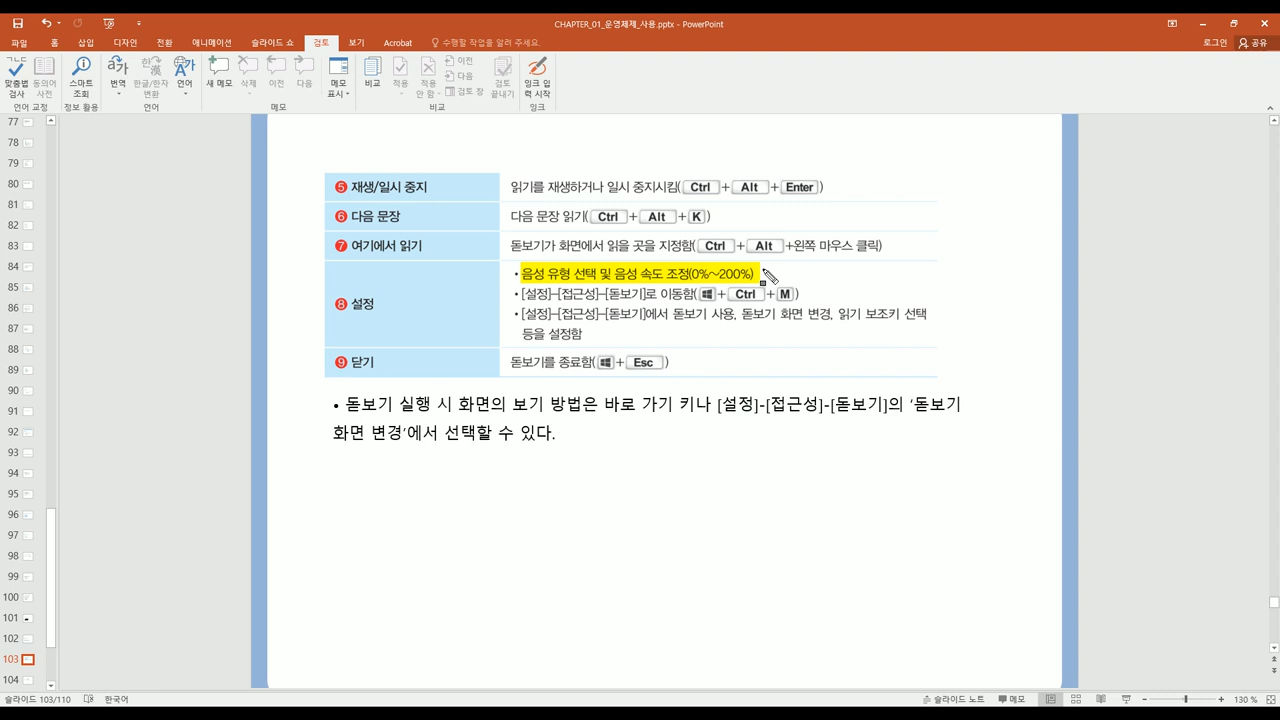 CHAPTER_01_운영체제_사용.pptx - PowerPoint
파일 홈 삽입 디자인 전환 애니메이션 슬라이드 쇼 검토 보기 Acrobat 수행할 작업을 알려 주세요. 로그인 공유
맞춤법 검사 동의어 사전 스마트 조회 번역 한글/한자 변환 언어 새 메모 삭제 이전 다음 메모 표시 비교 적용 적용 안 함 이전 다음 검토 창 검토 끝내기 잉크 입력 시작
언어 교정 정보 활용 언어 메모 비교 잉크
77
78
79
80
81
82
83
84
85
86
87
88
89
90
91
92
93
94
95
96
97
98
99
100
101
102
103
104
❺ 재생/일시 중지 읽기를 재생하거나 일시 중지시킴(Ctrl+Alt+Enter)
❻ 다음 문장 다음 문장 읽기(Ctrl+Alt+K)
❼ 여기에서 읽기 돋보기가 화면에서 읽을 곳을 지정함(Ctrl+Alt+왼쪽 마우스 클릭)
❽ 설정
• 음성 유형 선택 및 음성 속도 조정(0%~200%)
• [설정]-[접근성]-[돋보기]로 이동함(⊞+Ctrl+M)
• [설정]-[접근성]-[돋보기]에서 돋보기 사용, 돋보기 화면 변경, 읽기 보조키 선택
등을 설정함
❾ 닫기 돋보기를 종료함(⊞+Esc)
• 돋보기 실행 시 화면의 보기 방법은 바로 가기 키나 [설정]-[접근성]-[돋보기]의 ‘돋보기
화면 변경’에서 선택할 수 있다.
슬라이드 103/110 한국어 슬라이드 노트 메모 130 %